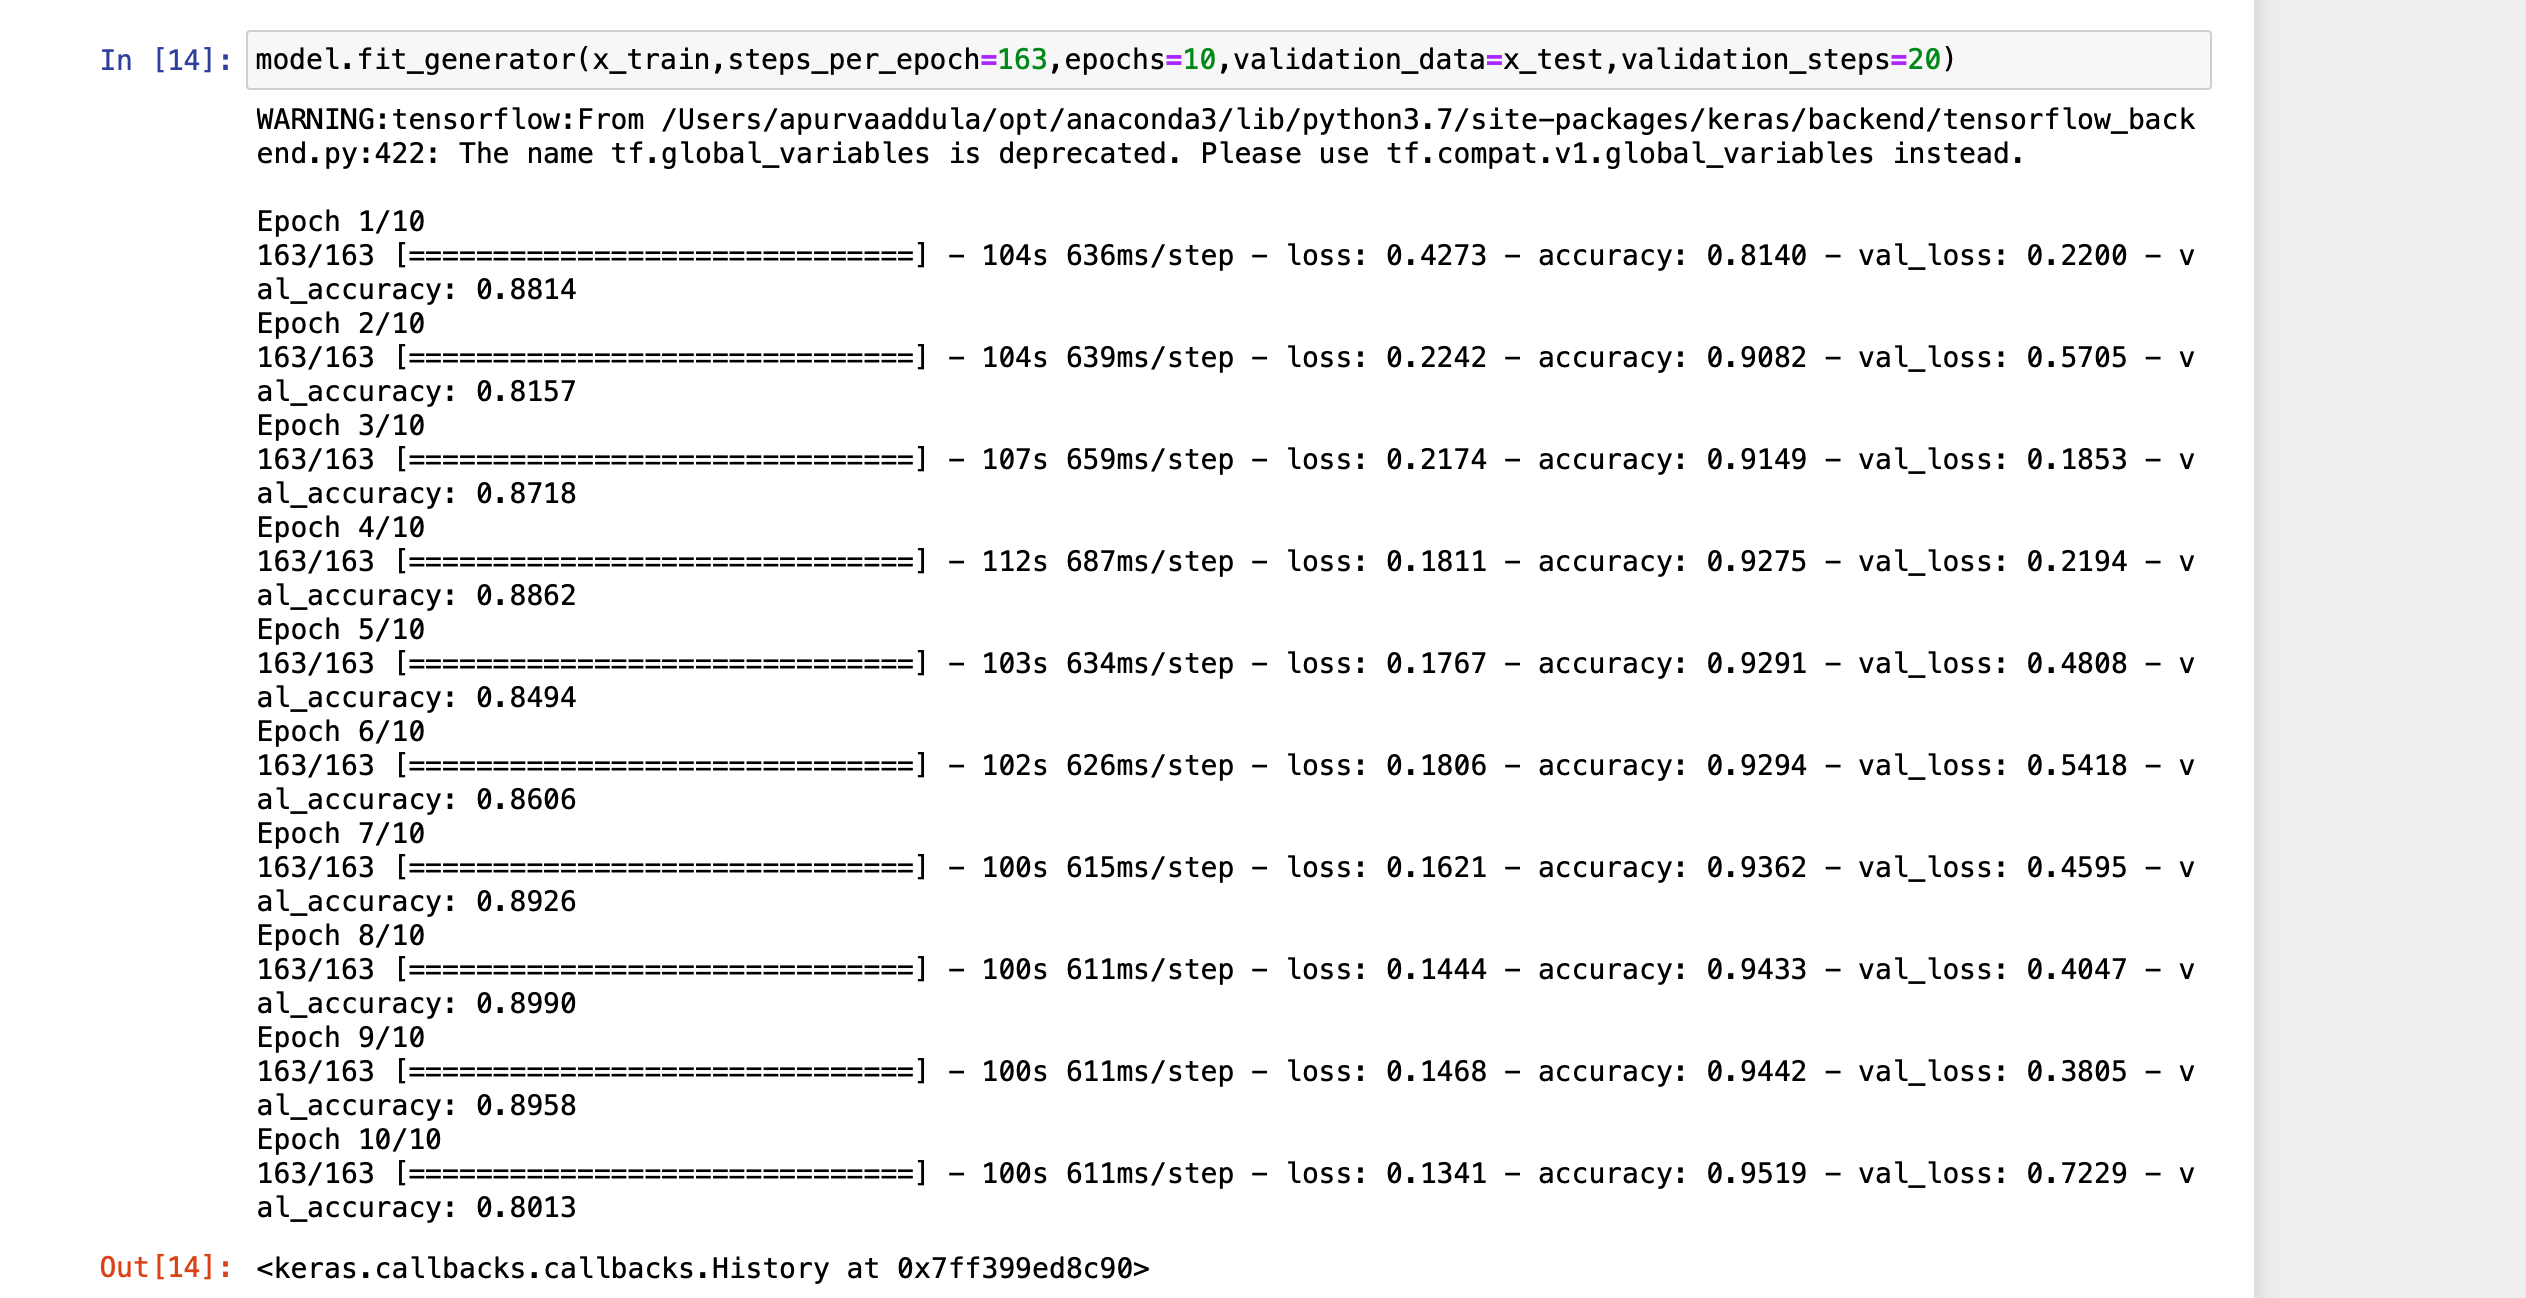 In [14]: model.fit_generator(x_train,steps_per_epoch=163,epochs=10,validation_data=x_test,validation_steps=20)
WARNING:tensorflow:From /Users/apurvaaddula/opt/anaconda3/lib/python3.7/site-packages/keras/backend/tensorflow_back
end.py:422: The name tf.global_variables is deprecated. Please use tf.compat.v1.global_variables instead.
Epoch 1/10
163/163 [==============================] - 104s 636ms/step - loss: 0.4273 - accuracy: 0.8140 - val_loss: 0.2200 - v
al_accuracy: 0.8814
Epoch 2/10
163/163 [==============================] - 104s 639ms/step - loss: 0.2242 - accuracy: 0.9082 - val_loss: 0.5705 - v
al_accuracy: 0.8157
Epoch 3/10
163/163 [==============================] - 107s 659ms/step - loss: 0.2174 - accuracy: 0.9149 - val_loss: 0.1853 - v
al_accuracy: 0.8718
Epoch 4/10
163/163 [==============================] - 112s 687ms/step - loss: 0.1811 - accuracy: 0.9275 - val_loss: 0.2194 - v
al_accuracy: 0.8862
Epoch 5/10
163/163 [==============================] - 103s 634ms/step - loss: 0.1767 - accuracy: 0.9291 - val_loss: 0.4808 - v
al_accuracy: 0.8494
Epoch 6/10
163/163 [==============================] - 102s 626ms/step - loss: 0.1806 - accuracy: 0.9294 - val_loss: 0.5418 - v
al_accuracy: 0.8606
Epoch 7/10
163/163 [==============================] - 100s 615ms/step - loss: 0.1621 - accuracy: 0.9362 - val_loss: 0.4595 - v
al_accuracy: 0.8926
Epoch 8/10
163/163 [==============================] - 100s 611ms/step - loss: 0.1444 - accuracy: 0.9433 - val_loss: 0.4047 - v
al_accuracy: 0.8990
Epoch 9/10
163/163 [==============================] - 100s 611ms/step - loss: 0.1468 - accuracy: 0.9442 - val_loss: 0.3805 - v
al_accuracy: 0.8958
Epoch 10/10
163/163 [==============================] - 100s 611ms/step - loss: 0.1341 - accuracy: 0.9519 - val_loss: 0.7229 - v
al_accuracy: 0.8013
Out[14]: <keras.callbacks.callbacks.History at 0x7ff399ed8c90>